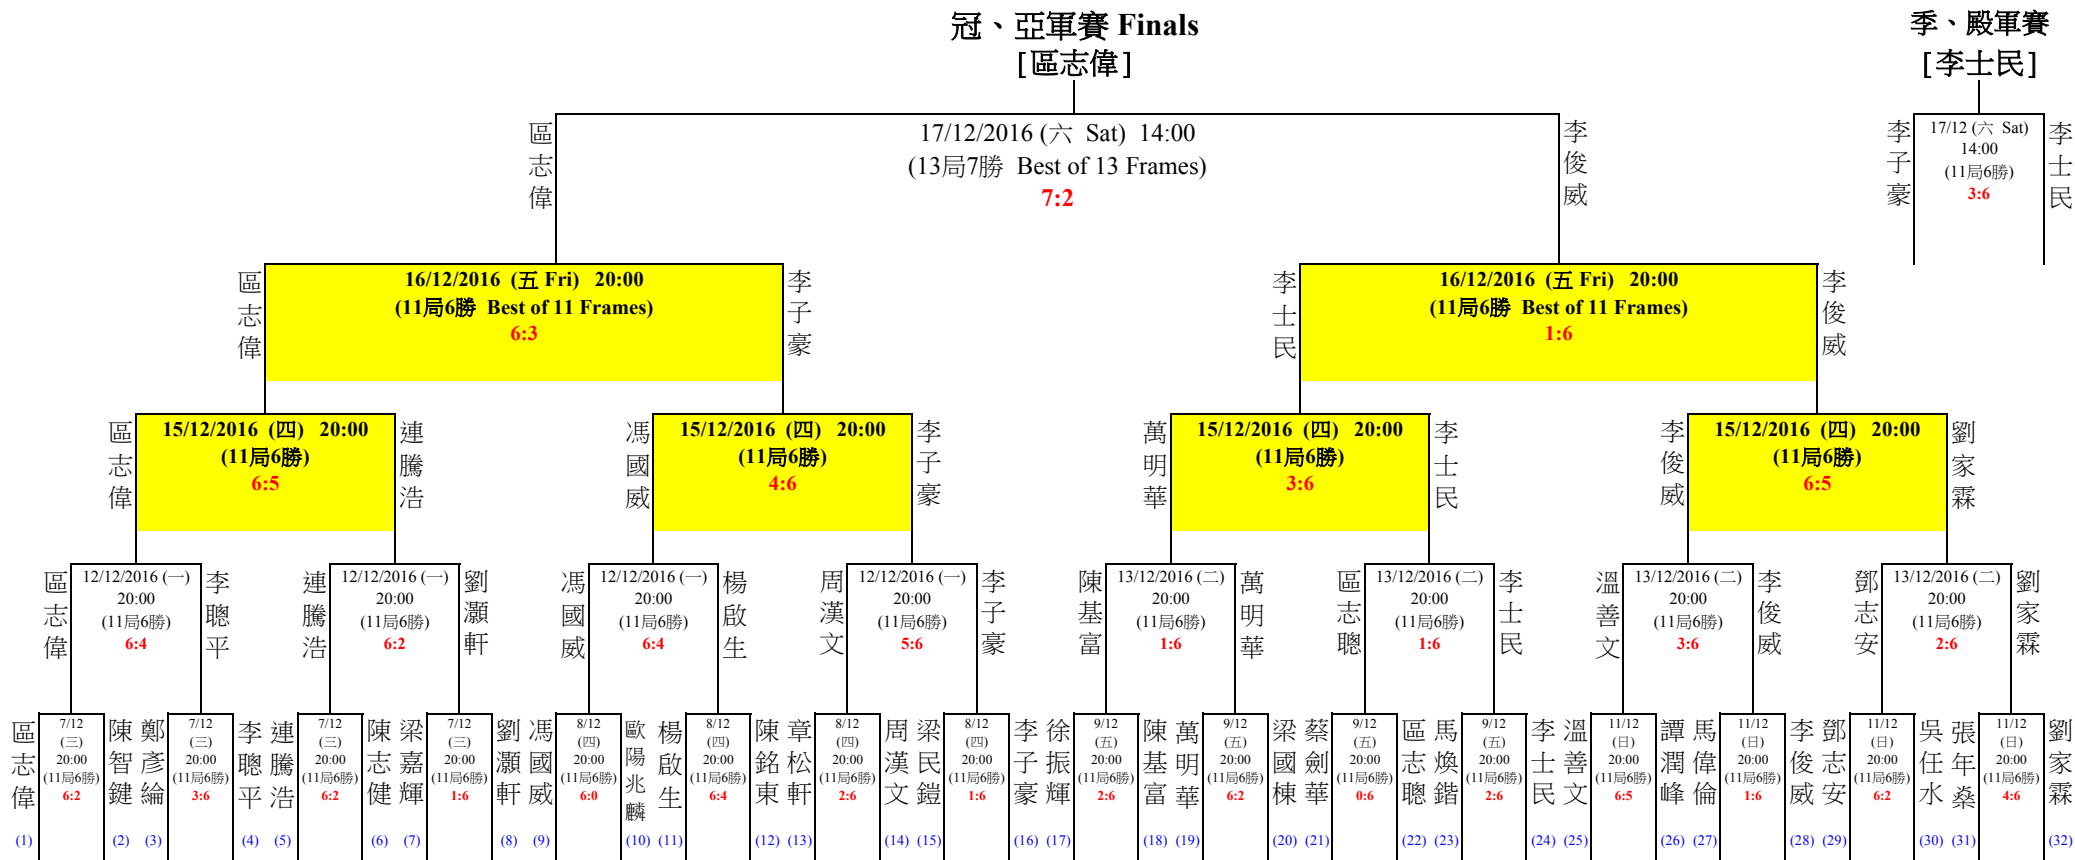 冠、亞軍賽 Finals
[區志偉]
季、殿軍賽
[李士民]
區志偉
17/12/2016 (六 Sat) 14:00
(13局7勝 Best of 13 Frames)
7:2
李俊威
李子豪
17/12 (六 Sat)
14:00
(11局6勝)
3:6
李士民
區志偉
16/12/2016 (五 Fri) 20:00
(11局6勝 Best of 11 Frames)
6:3
李子豪
李士民
16/12/2016 (五 Fri) 20:00
(11局6勝 Best of 11 Frames)
1:6
李俊威
區志偉
15/12/2016 (四) 20:00
(11局6勝)
6:5
連騰浩
馮國威
15/12/2016 (四) 20:00
(11局6勝)
4:6
李子豪
萬明華
15/12/2016 (四) 20:00
(11局6勝)
3:6
李士民
李俊威
15/12/2016 (四) 20:00
(11局6勝)
6:5
劉家霖
區志偉
12/12/2016 (一)
20:00
(11局6勝)
6:4
李聰平
連騰浩
12/12/2016 (一)
20:00
(11局6勝)
6:2
劉灝軒
馮國威
12/12/2016 (一)
20:00
(11局6勝)
6:4
楊啟生
周漢文
12/12/2016 (一)
20:00
(11局6勝)
5:6
李子豪
陳基富
13/12/2016 (二)
20:00
(11局6勝)
1:6
萬明華
區志聰
13/12/2016 (二)
20:00
(11局6勝)
1:6
李士民
溫善文
13/12/2016 (二)
20:00
(11局6勝)
3:6
李俊威
鄧志安
13/12/2016 (二)
20:00
(11局6勝)
2:6
劉家霖
區志偉
(1)
7/12
(三)
20:00
(11局6勝)
6:2
陳智鍵
(2)
鄭彥綸
(3)
7/12
(三)
20:00
(11局6勝)
3:6
李聰平
(4)
連騰浩
(5)
7/12
(三)
20:00
(11局6勝)
6:2
陳志健
(6)
梁嘉輝
(7)
7/12
(三)
20:00
(11局6勝)
1:6
劉灝軒
(8)
馮國威
(9)
8/12
(四)
20:00
(11局6勝)
6:0
歐陽兆麟
(10)
楊啟生
(11)
8/12
(四)
20:00
(11局6勝)
6:4
陳銘東
(12)
章松軒
(13)
8/12
(四)
20:00
(11局6勝)
2:6
周漢文
(14)
梁民鎧
(15)
8/12
(四)
20:00
(11局6勝)
1:6
李子豪
(16)
徐振輝
(17)
9/12
(五)
20:00
(11局6勝)
2:6
陳基富
(18)
萬明華
(19)
9/12
(五)
20:00
(11局6勝)
6:2
梁國棟
(20)
蔡劍華
(21)
9/12
(五)
20:00
(11局6勝)
0:6
區志聰
(22)
馬煥鍇
(23)
9/12
(五)
20:00
(11局6勝)
2:6
李士民
(24)
溫善文
(25)
11/12
(日)
20:00
(11局6勝)
6:5
譚潤峰
(26)
馬偉倫
(27)
11/12
(日)
20:00
(11局6勝)
1:6
李俊威
(28)
鄧志安
(29)
11/12
(日)
20:00
(11局6勝)
6:2
吳任水
(30)
張年燊
(31)
11/12
(日)
20:00
(11局6勝)
4:6
劉家霖
(32)